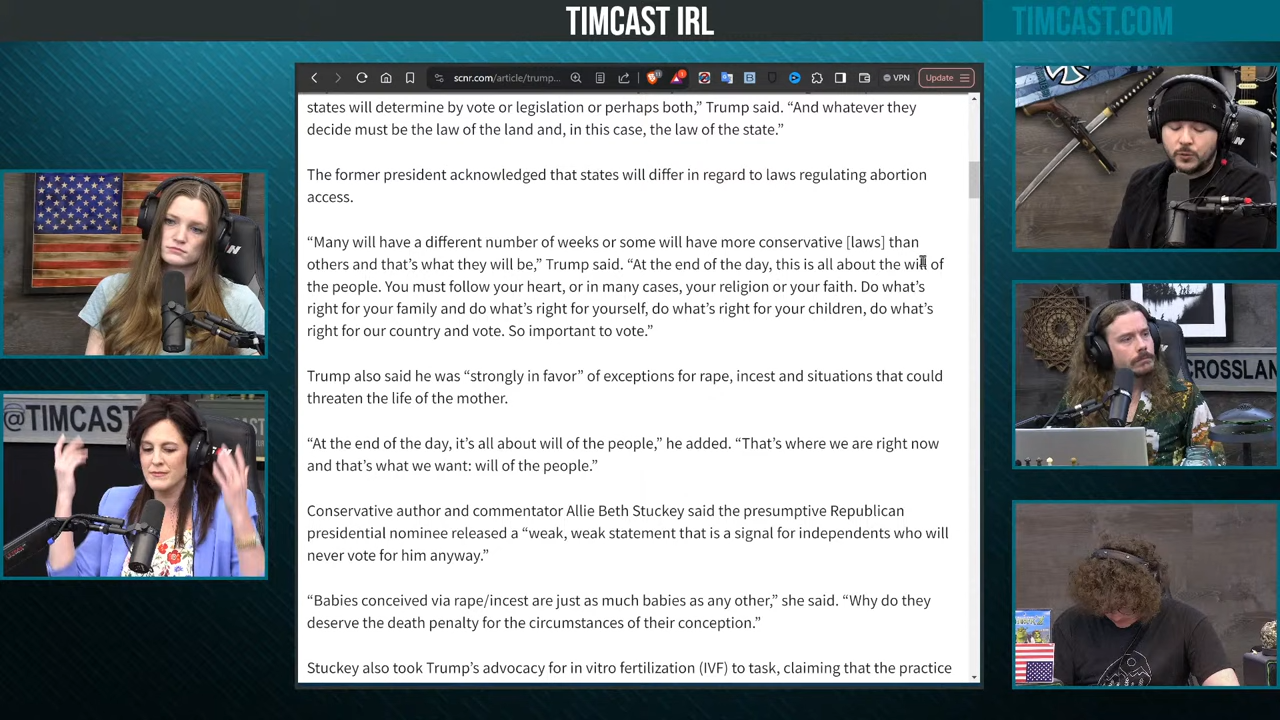 TIMCAST IRL
TIMCAST.COM
scnr.com/article/trump...
VPN
Update
states will determine by vote or legislation or perhaps both,” Trump said. “And whatever they
decide must be the law of the land and, in this case, the law of the state.”
The former president acknowledged that states will differ in regard to laws regulating abortion
access.
“Many will have a different number of weeks or some will have more conservative [laws] than
others and that’s what they will be,” Trump said. “At the end of the day, this is all about the will of
the people. You must follow your heart, or in many cases, your religion or your faith. Do what’s
right for your family and do what’s right for yourself, do what’s right for your children, do what’s
right for our country and vote. So important to vote.”
Trump also said he was “strongly in favor” of exceptions for rape, incest and situations that could
threaten the life of the mother.
“At the end of the day, it’s all about will of the people,” he added. “That’s where we are right now
and that’s what we want: will of the people.”
Conservative author and commentator Allie Beth Stuckey said the presumptive Republican
presidential nominee released a “weak, weak statement that is a signal for independents who will
never vote for him anyway.”
“Babies conceived via rape/incest are just as much babies as any other,” she said. “Why do they
deserve the death penalty for the circumstances of their conception.”
Stuckey also took Trump’s advocacy for in vitro fertilization (IVF) to task, claiming that the practice
@TIMCAST
CROSSLAN